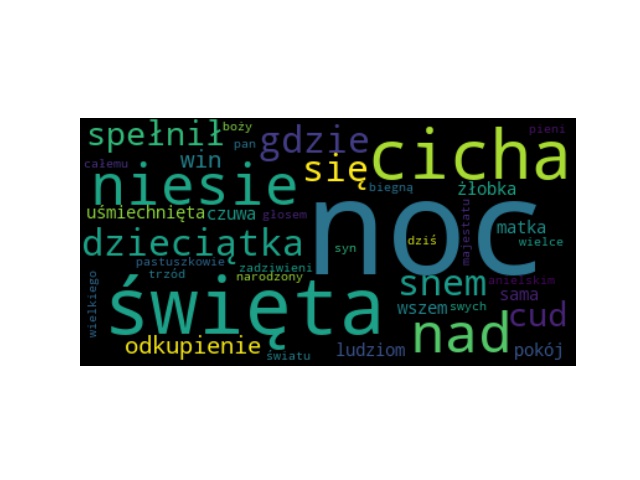 spełnił
boży
pan
gdzie
cicha
pieni
całemu
win
się
niesie
biegną
żłobka
uśmiechnięta
czuwa
głosem
noc
majestatu
matka
wielce
dzieciątka
syn
dziś
pastuszkowie
zadziwieni
trzód
narodzony
snem
anielskim
sama
wielkiego
święta
wszem
swych
cud
nad
odkupienie
światu
ludziom
pokój